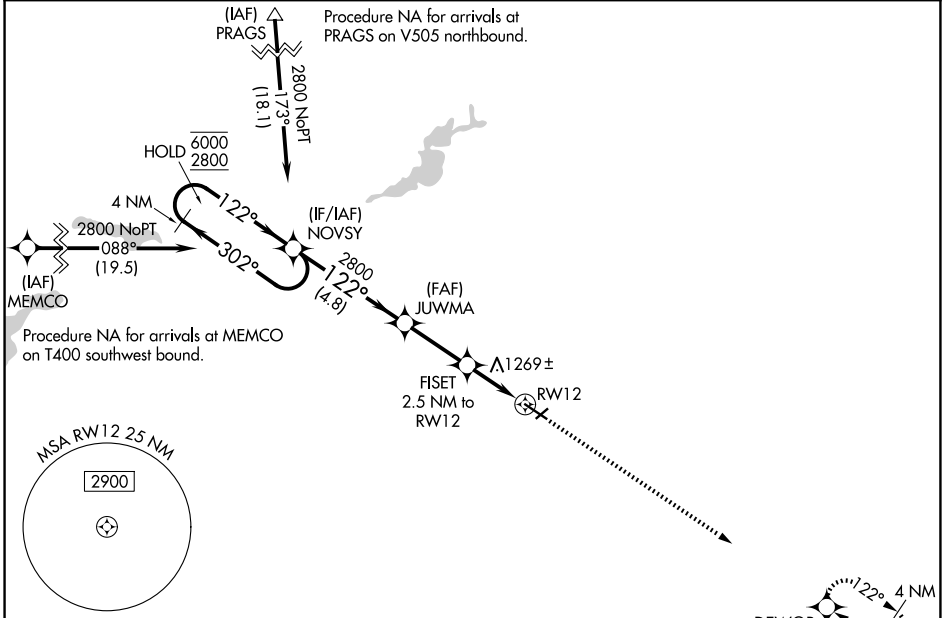 (IAF)
PRAGS
Procedure NA for arrivals at
PRAGS on V505 northbound.
2800 NoPT
173°
(18.1)
HOLD
6000
2800
4 NM
122°
302°
(IF/IAF)
NOVSY
2800 NoPT
088°
(19.5)
(IAF)
MEMCO
2800
122°
(4.8)
(FAF)
JUWMA
Procedure NA for arrivals at MEMCO
on T400 southwest bound.
1269±
FISET
2.5 NM to
RW12
RW12
MSA RW12 25 NM
2900
122°
4 NM